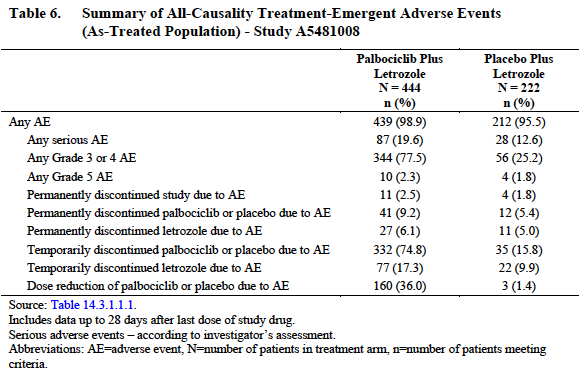 Table 6. Summary of All-Causality Treatment-Emergent Adverse Events
(As-Treated Population) - Study A5481008
Palbociclib Plus Placebo Plus
Letrozole Letrozole
N = 444 N = 222
n (%) n (%)
Any AE 439 (98.9) 212 (95.5)
Any serious AE 87 (19.6) 28 (12.6)
Any Grade 3 or 4 AE 344 (77.5) 56 (25.2)
Any Grade 5 AE 10 (2.3) 4 (1.8)
Permanently discontinued study due to AE 11 (2.5) 4 (1.8)
Permanently discontinued palbociclib or placebo due to AE 41 (9.2) 12 (5.4)
Permanently discontinued letrozole due to AE 27 (6.1) 11 (5.0)
Temporarily discontinued palbociclib or placebo due to AE 332 (74.8) 35 (15.8)
Temporarily discontinued letrozole due to AE 77 (17.3) 22 (9.9)
Dose reduction of palbociclib or placebo due to AE 160 (36.0) 3 (1.4)
Source: Table 14.3.1.1.1.
Includes data up to 28 days after last dose of study drug.
Serious adverse events – according to investigator’s assessment.
Abbreviations: AE=adverse event, N=number of patients in treatment arm, n=number of patients meeting
criteria.